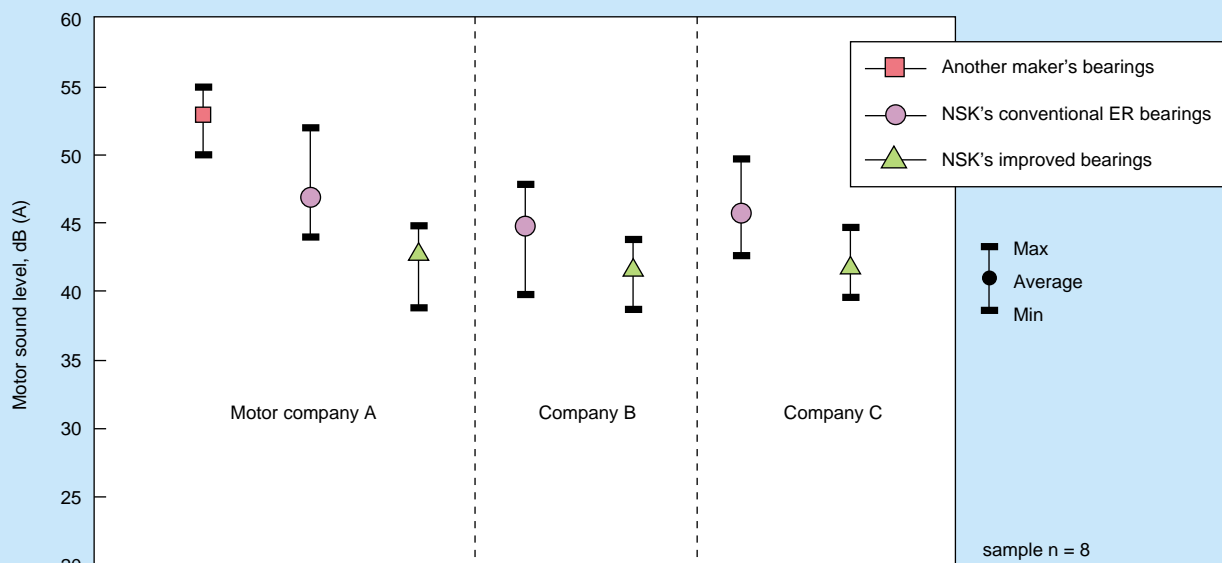 60
55
50
45
40
35
30
25
Motor sound level, dB (A)
Another maker's bearings
NSK's conventional ER bearings
NSK's improved bearings
Max
Average
Min
Motor company A
Company B
Company C
sample n = 8